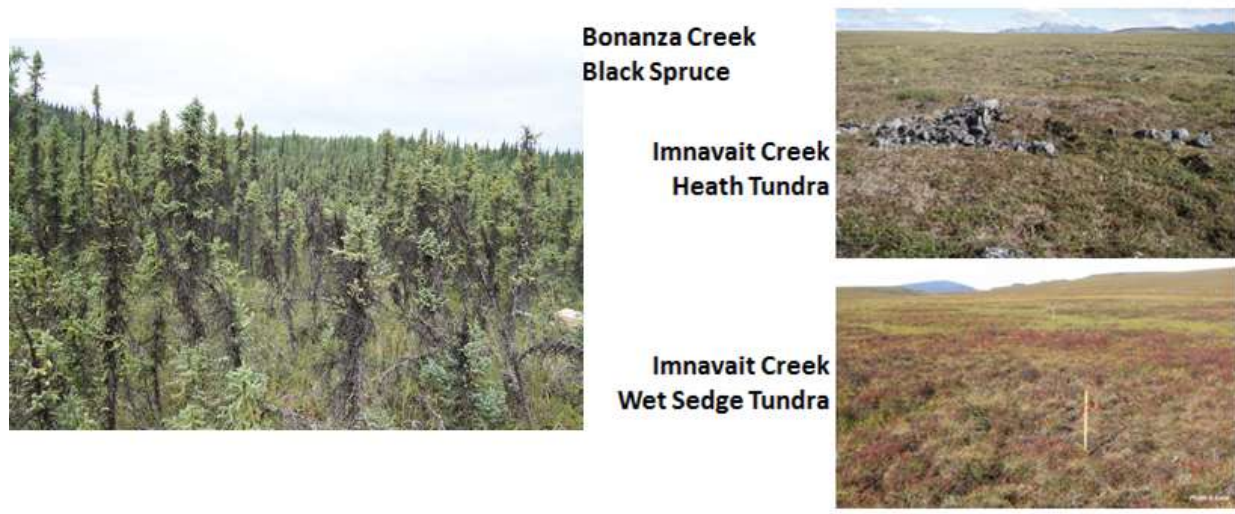 Bonanza Creek
Black Spruce
Imnavait Creek
Heath Tundra
Imnavait Creek
Wet Sedge Tundra